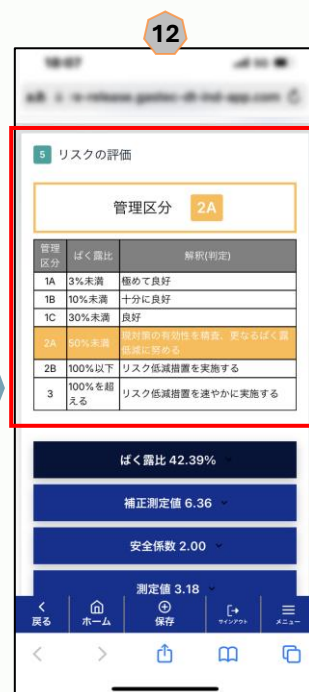 12
5 リスクの評価
管理区分 2A
管理区分 ばく露比 解釈(判定)
1A 3%未満 極めて良好
1B 10%未満 十分に良好
1C 30%未満 良好
2A 50%未満 現対策の有効性を精査、更なるばく露
低減に努める
2B 100%以下 リスク低減措置を実施する
3 100%を超
える リスク低減措置を速やかに実施する
ばく露比 42.39%
補正測定値 6.36
安全係数 2.00
測定値 3.18
戻る ホーム 保存 サインアウト メニュー